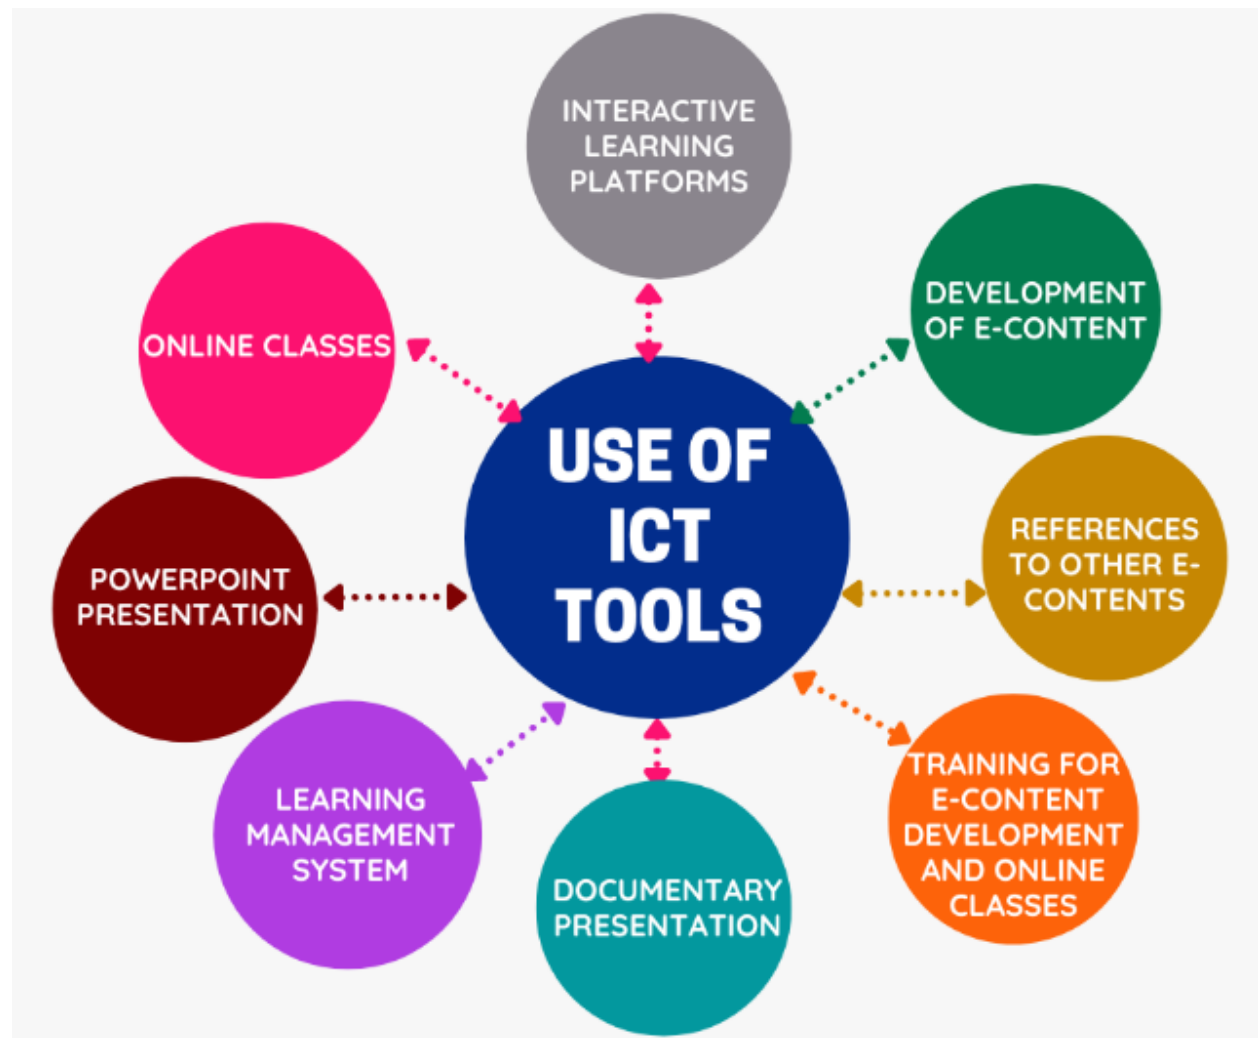 INTERACTIVE
LEARNING
PLATFORMS
DEVELOPMENT
OF E-CONTENT
ONLINE CLASSES
USE OF
ICT
TOOLS
REFERENCES
TO OTHER E-
CONTENTS
POWERPOINT
PRESENTATION
TRAINING FOR
E-CONTENT
DEVELOPMENT
AND ONLINE
CLASSES
LEARNING
MANAGEMENT
SYSTEM
DOCUMENTARY
PRESENTATION